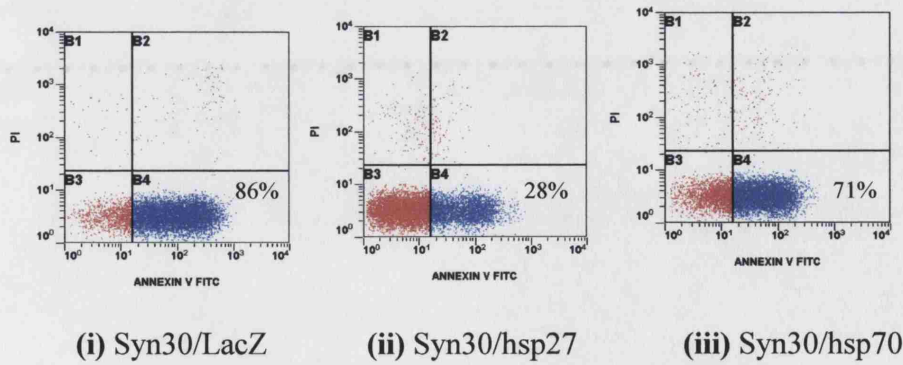 B1 B2
B3 B4
86%
10⁴
10³
10²
10¹
10⁰
PI
10⁰ 10¹ 10² 10³ 10⁴
ANNEXIN V FITC
(i) Syn30/LacZ
B1 B2
B3 B4
28%
10⁴
10³
10²
10¹
10⁰
PI
10⁰ 10¹ 10² 10³ 10⁴
ANNEXIN V FITC
(ii) Syn30/hsp27
B1 B2
B3 B4
71%
10⁴
10³
10²
10¹
10⁰
PI
10⁰ 10¹ 10² 10³ 10⁴
ANNEXIN V FITC
(iii) Syn30/hsp70